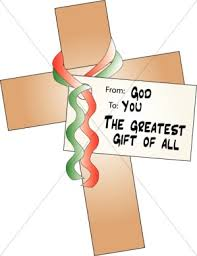 From: GOD
To: YOU
THE GREATEST
GIFT OF ALL